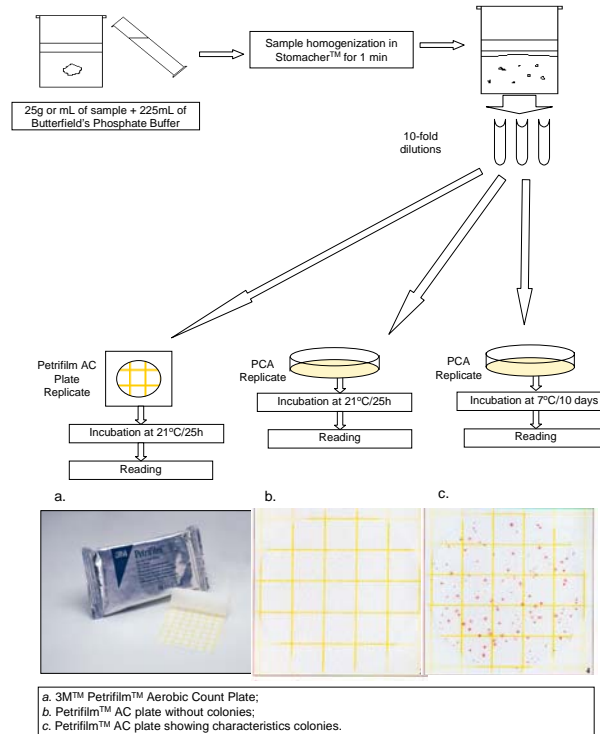 Sample homogenization in
Stomacher™ for 1 min
25g or mL of sample + 225mL of
Butterfield's Phosphate Buffer
10-fold
dilutions
Petrifilm AC
Plate
Replicate
PCA
Replicate
PCA
Replicate
Incubation at 21ºC/25h
Incubation at 21ºC/25h
Incubation at 7ºC/10 days
Reading
Reading
Reading
a.
b.
c.
3M
Petrifilm
a. 3M™ Petrifilm™ Aerobic Count Plate;
b. Petrifilm™ AC plate without colonies;
c. Petrifilm™ AC plate showing characteristics colonies.